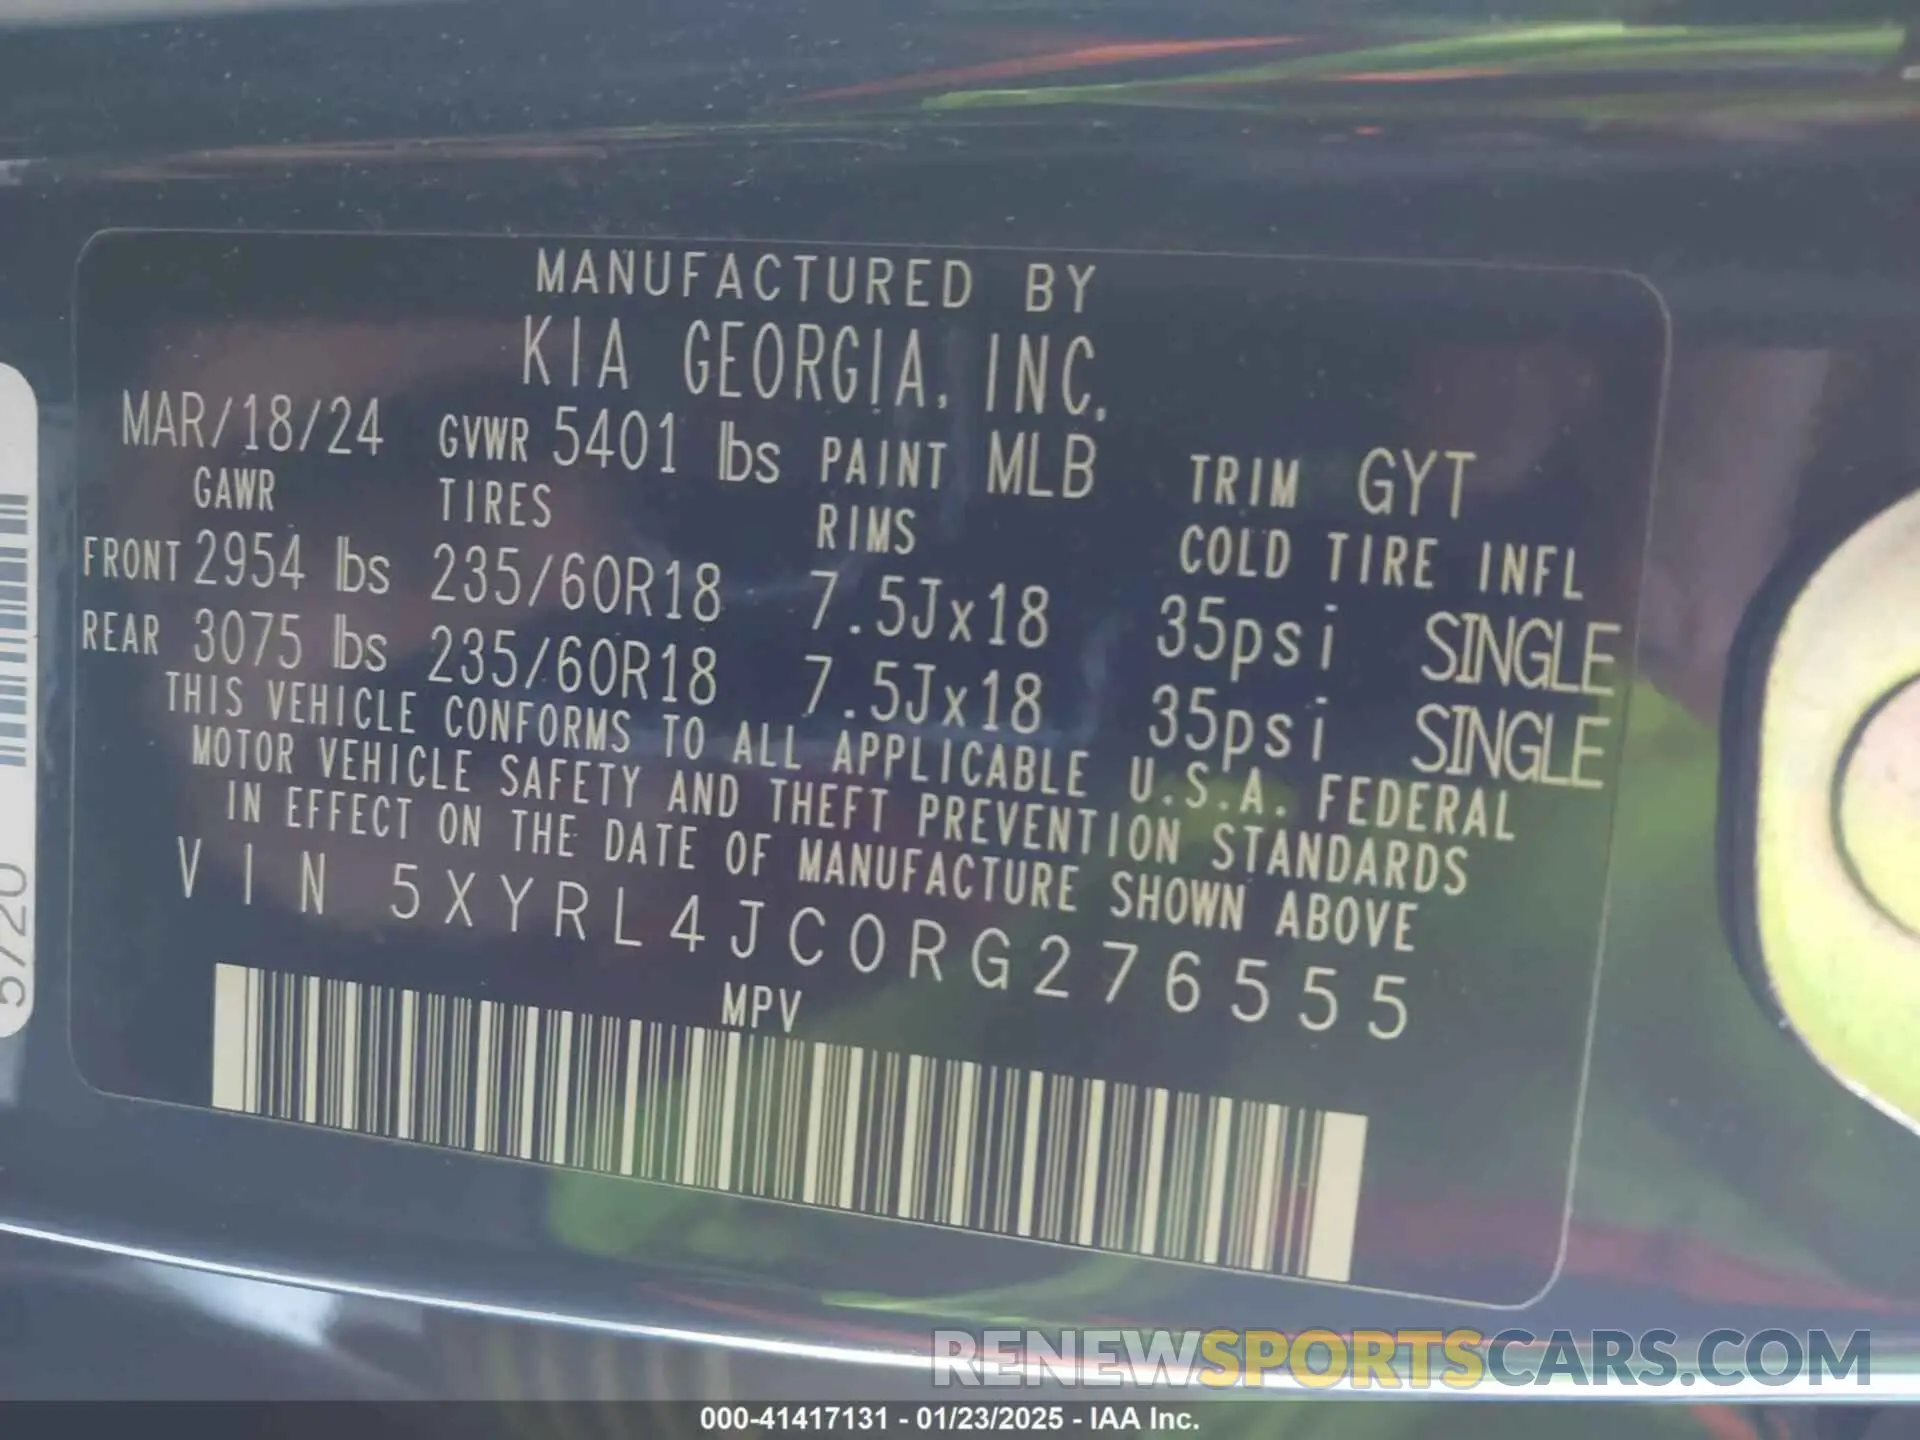 MANUFACTURED BY
KIA GEORGIA, INC.
MAR/18/24 GVWR 5401 lbs PAINT MLB TRIM GYT
GAWR TIRES RIMS COLD TIRE INFL
FRONT 2954 lbs 235/60R18 7.5Jx18 35psi SINGLE
REAR 3075 lbs 235/60R18 7.5Jx18 35psi SINGLE
THIS VEHICLE CONFORMS TO ALL APPLICABLE U.S.A. FEDERAL
MOTOR VEHICLE SAFETY AND THEFT PREVENTION STANDARDS
IN EFFECT ON THE DATE OF MANUFACTURE SHOWN ABOVE
VIN 5XYRL4JC0RG276555
MPV
RENEWSPORTSCARS.COM
000-41417131 - 01/23/2025 - IAA Inc.